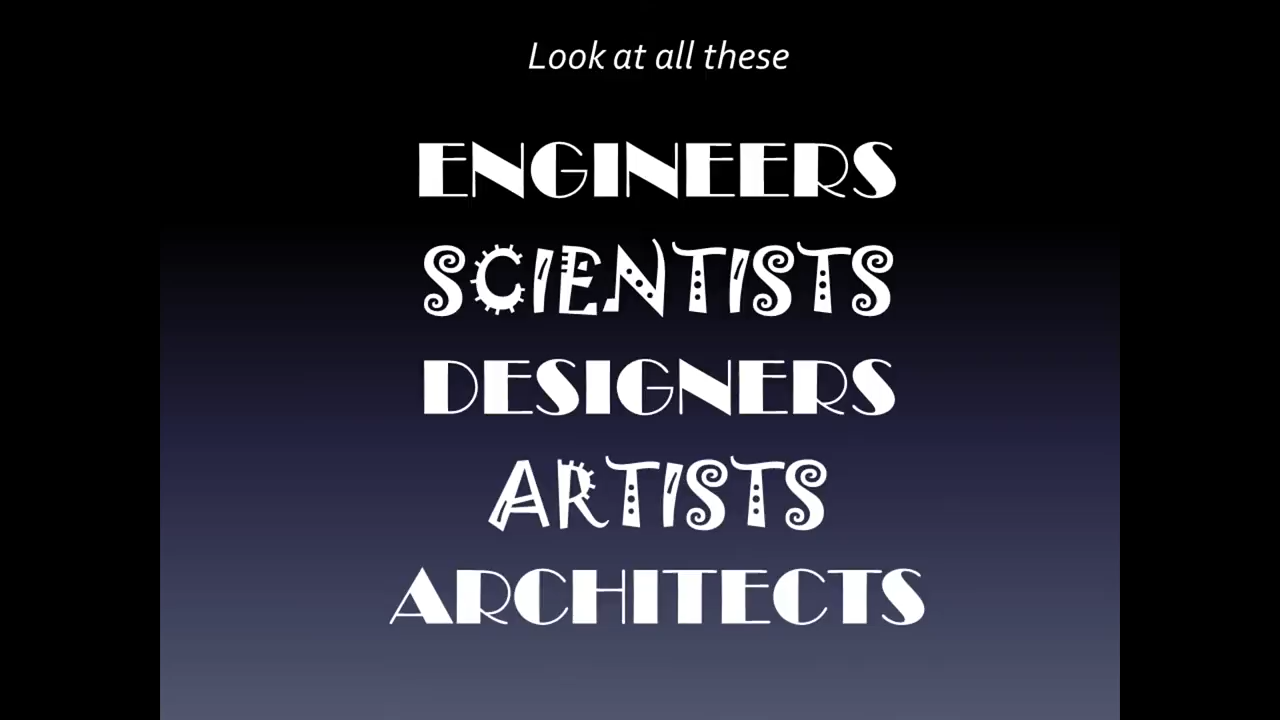 Look at all these
ENGINEERS
SCIENTISTS
DESIGNERS
ARTISTS
ARCHITECTS